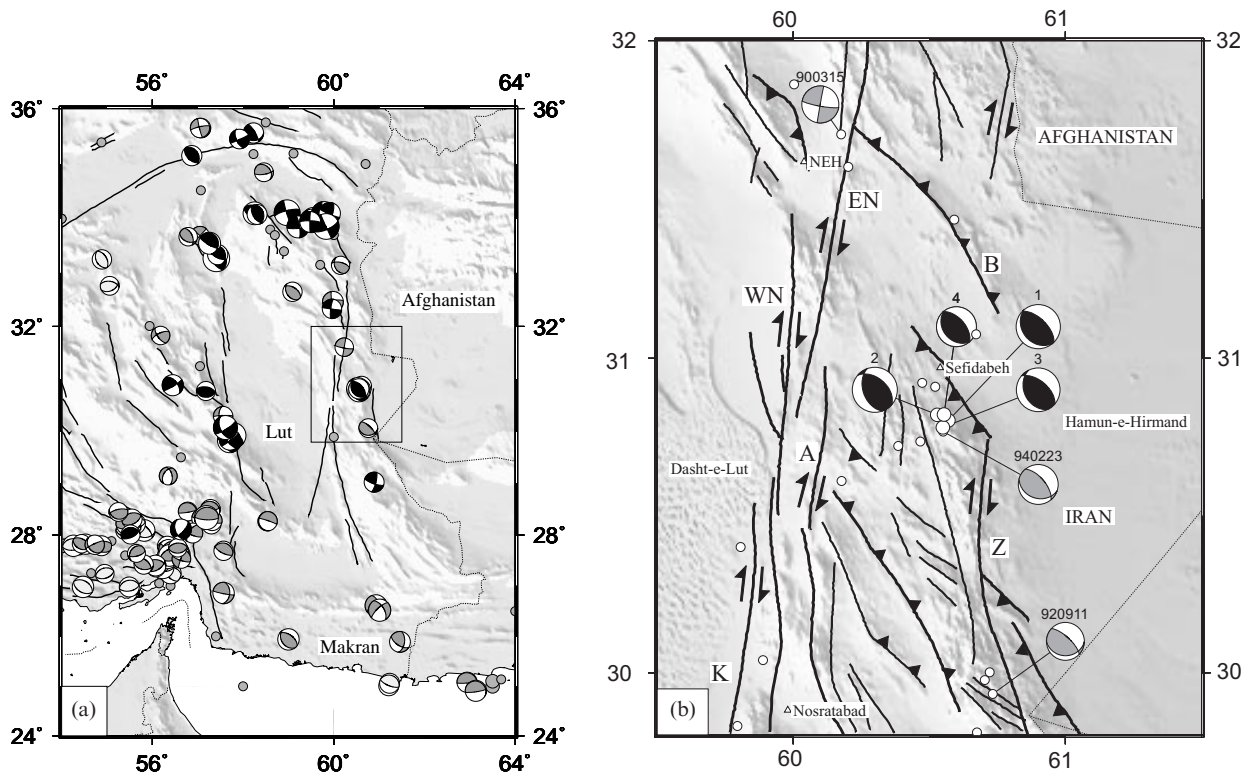 56˚ 60˚ 64˚
36˚ 36˚
32˚ 32˚
28˚ 28˚
24˚ 24˚
56˚ 60˚ 64˚
Afghanistan
Lut
Makran
(a)
60 61
32 32
900315
AFGHANISTAN
NEH
EN
B
WN
4 1
31 31
Sefidabeh
2 3
Hamun-e-Hirmand
A
940223
Dasht-e-Lut
IRAN
Z
920911
30 30
K
Nosratabad
(b)
60 61